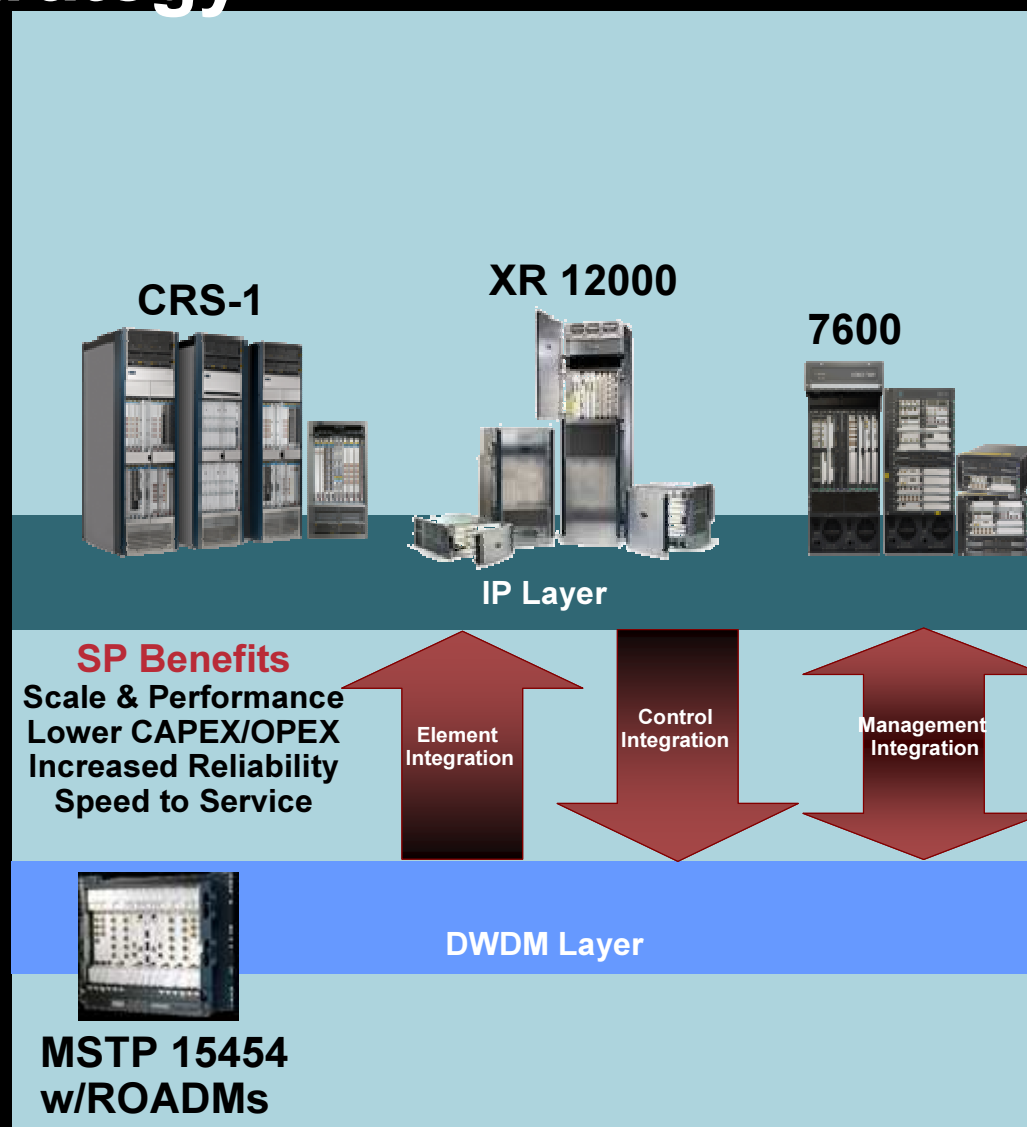 CRS-1
XR 12000
7600
IP Layer
SP Benefits
Scale & Performance
Lower CAPEX/OPEX
Increased Reliability
Speed to Service
Element
Integration
Control
Integration
Management
Integration
DWDM Layer
MSTP 15454
w/ROADMs